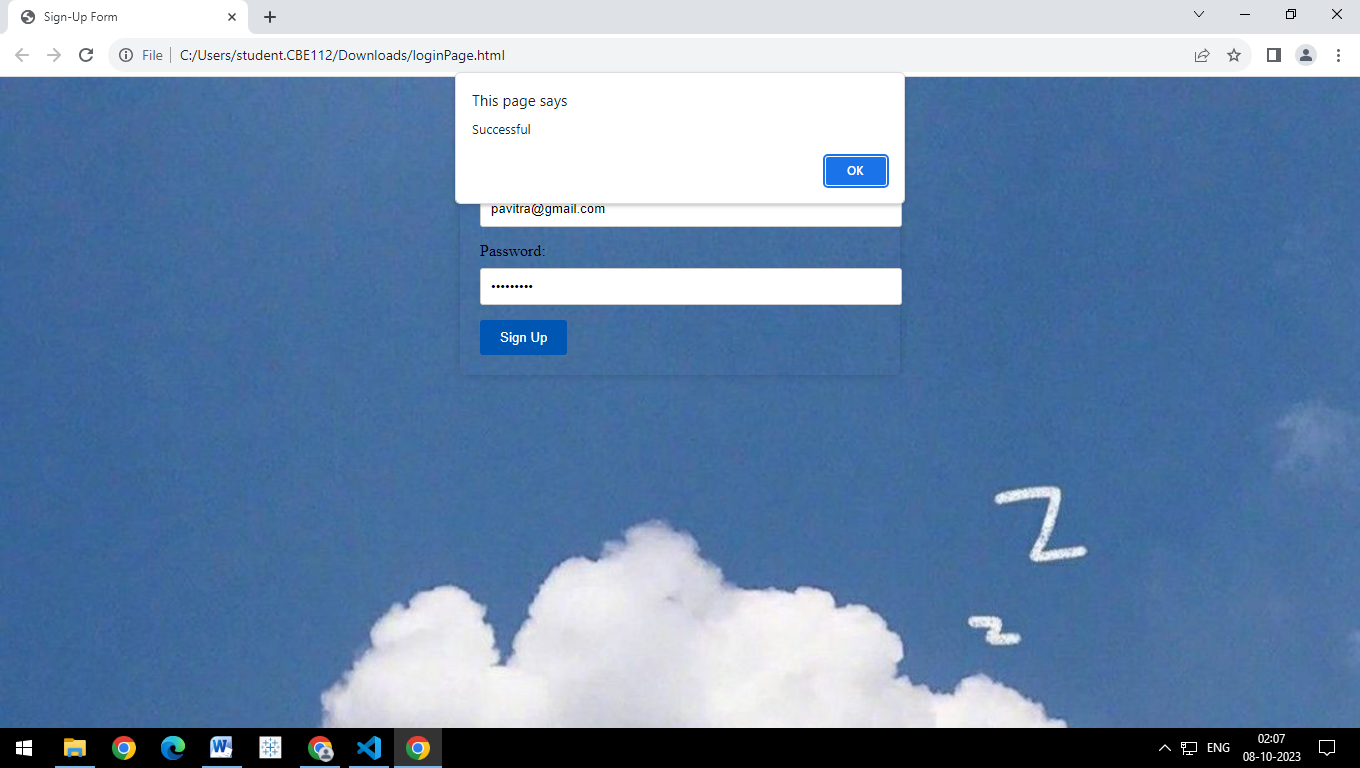 Sign-Up Form
File
C:/Users/student.CBE112/Downloads/loginPage.html
This page says
Successful
OK
pavitra@gmail.com
Password:
•••••••••
Sign Up
Z
z
ENG
02:07
08-10-2023